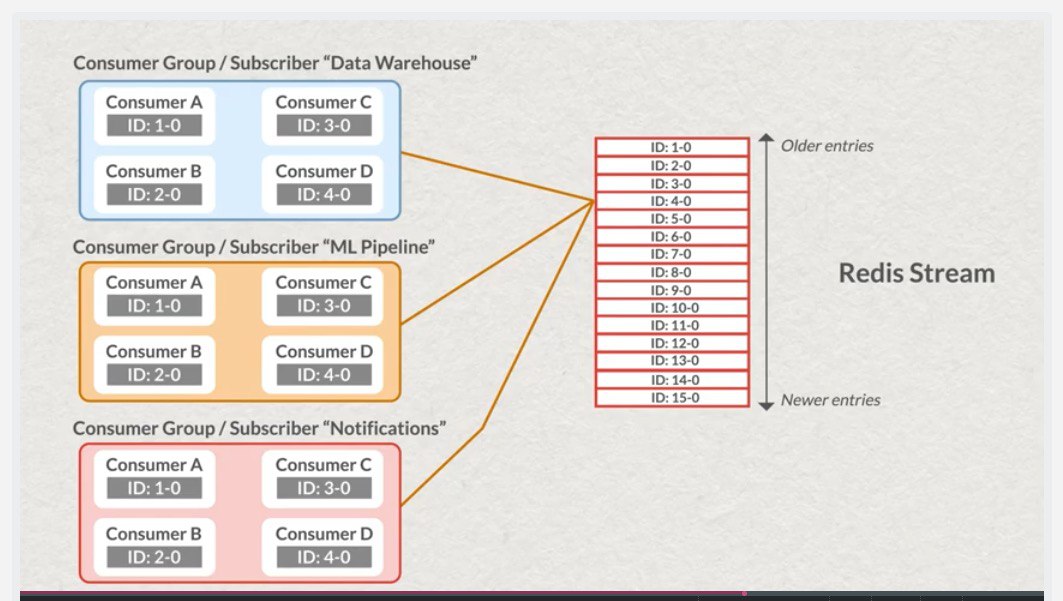 Consumer Group / Subscriber “Data Warehouse”
Consumer A
ID: 1-0
Consumer C
ID: 3-0
Consumer B
ID: 2-0
Consumer D
ID: 4-0
Consumer Group / Subscriber “ML Pipeline”
Consumer A
ID: 1-0
Consumer C
ID: 3-0
Consumer B
ID: 2-0
Consumer D
ID: 4-0
Consumer Group / Subscriber “Notifications”
Consumer A
ID: 1-0
Consumer C
ID: 3-0
Consumer B
ID: 2-0
Consumer D
ID: 4-0
ID: 1-0
ID: 2-0
ID: 3-0
ID: 4-0
ID: 5-0
ID: 6-0
ID: 7-0
ID: 8-0
ID: 9-0
ID: 10-0
ID: 11-0
ID: 12-0
ID: 13-0
ID: 14-0
ID: 15-0
Older entries
Newer entries
Redis Stream